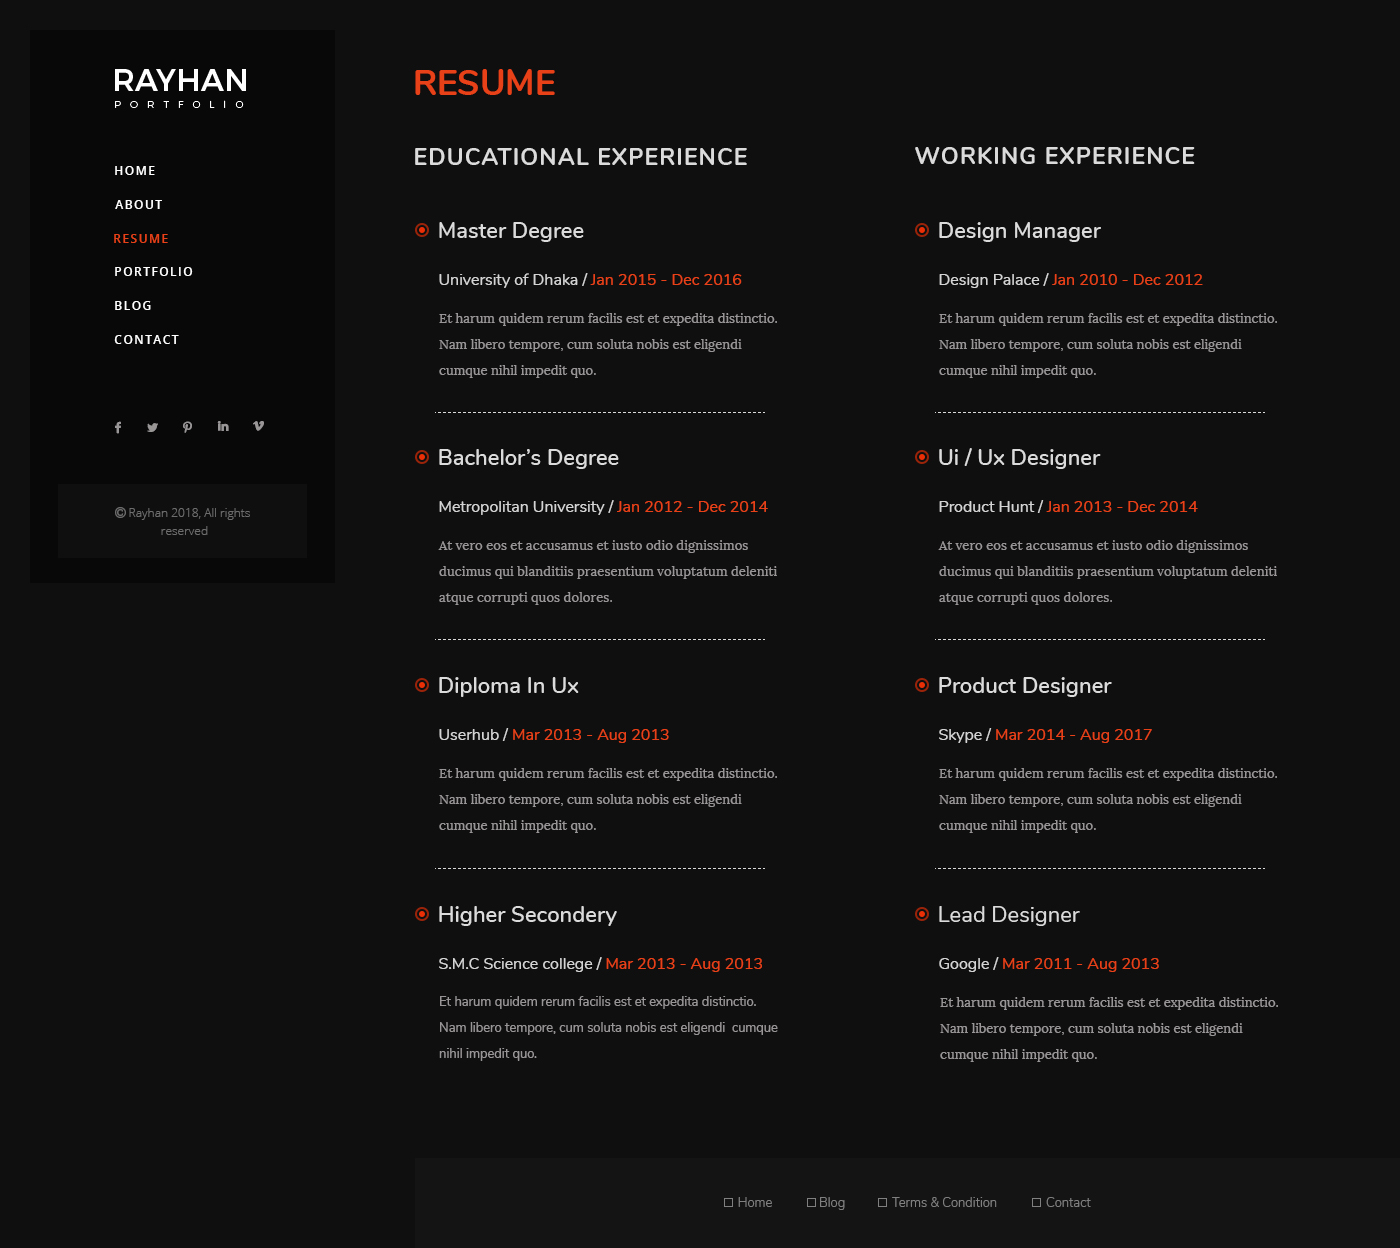 RAYHAN
PORTFOLIO
HOME
ABOUT
RESUME
PORTFOLIO
BLOG
CONTACT
© Rayhan 2018, All rights
reserved
RESUME
EDUCATIONAL EXPERIENCE
Master Degree
University of Dhaka / Jan 2015 - Dec 2016
Et harum quidem rerum facilis est et expedita distinctio.
Nam libero tempore, cum soluta nobis est eligendi
cumque nihil impedit quo.
Bachelor’s Degree
Metropolitan University / Jan 2012 - Dec 2014
At vero eos et accusamus et iusto odio dignissimos
ducimus qui blanditiis praesentium voluptatum deleniti
atque corrupti quos dolores.
Diploma In Ux
Userhub / Mar 2013 - Aug 2013
Et harum quidem rerum facilis est et expedita distinctio.
Nam libero tempore, cum soluta nobis est eligendi
cumque nihil impedit quo.
Higher Secondery
S.M.C Science college / Mar 2013 - Aug 2013
Et harum quidem rerum facilis est et expedita distinctio.
Nam libero tempore, cum soluta nobis est eligendi cumque
nihil impedit quo.
WORKING EXPERIENCE
Design Manager
Design Palace / Jan 2010 - Dec 2012
Et harum quidem rerum facilis est et expedita distinctio.
Nam libero tempore, cum soluta nobis est eligendi
cumque nihil impedit quo.
Ui / Ux Designer
Product Hunt / Jan 2013 - Dec 2014
At vero eos et accusamus et iusto odio dignissimos
ducimus qui blanditiis praesentium voluptatum deleniti
atque corrupti quos dolores.
Product Designer
Skype / Mar 2014 - Aug 2017
Et harum quidem rerum facilis est et expedita distinctio.
Nam libero tempore, cum soluta nobis est eligendi
cumque nihil impedit quo.
Lead Designer
Google / Mar 2011 - Aug 2013
Et harum quidem rerum facilis est et expedita distinctio.
Nam libero tempore, cum soluta nobis est eligendi
cumque nihil impedit quo.
Home Blog Terms & Condition Contact